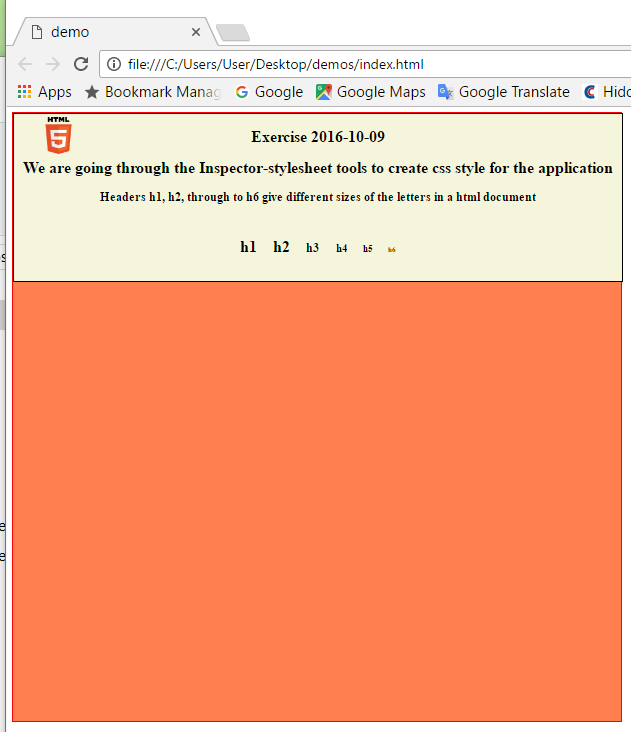 demo
file:///C:/Users/User/Desktop/demos/index.html
Apps Bookmark Manag Google Google Maps Google Translate Hido
HTML
5
Exercise 2016-10-09
We are going through the Inspector-stylesheet tools to create css style for the application
Headers h1, h2, through to h6 give different sizes of the letters in a html document
h1 h2 h3 h4 h5 h6